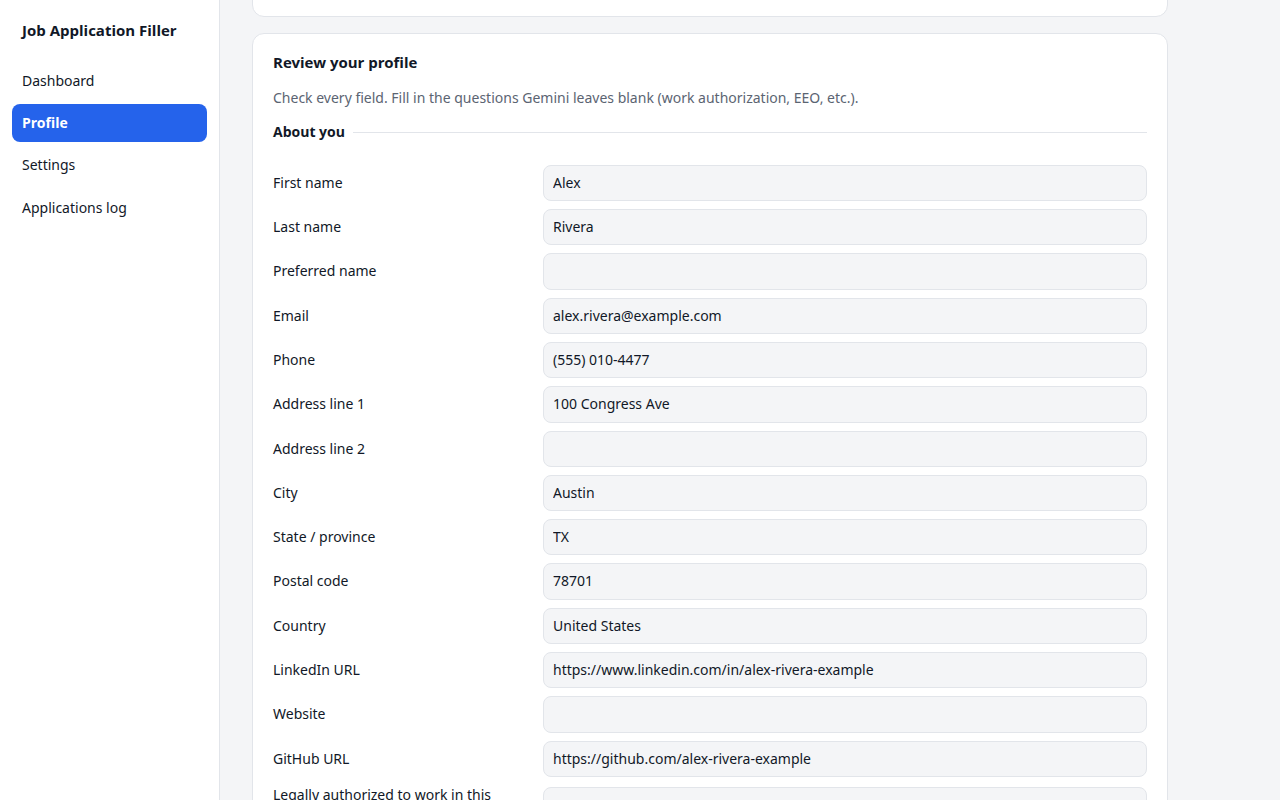 Job Application Filler
Dashboard
Profile
Settings
Applications log
Review your profile
Check every field. Fill in the questions Gemini leaves blank (work authorization, EEO, etc.).
About you
First name
Alex
Last name
Rivera
Preferred name
Email
alex.rivera@example.com
Phone
(555) 010-4477
Address line 1
100 Congress Ave
Address line 2
City
Austin
State / province
TX
Postal code
78701
Country
United States
LinkedIn URL
https://www.linkedin.com/in/alex-rivera-example
Website
GitHub URL
https://github.com/alex-rivera-example
Legally authorized to work in this